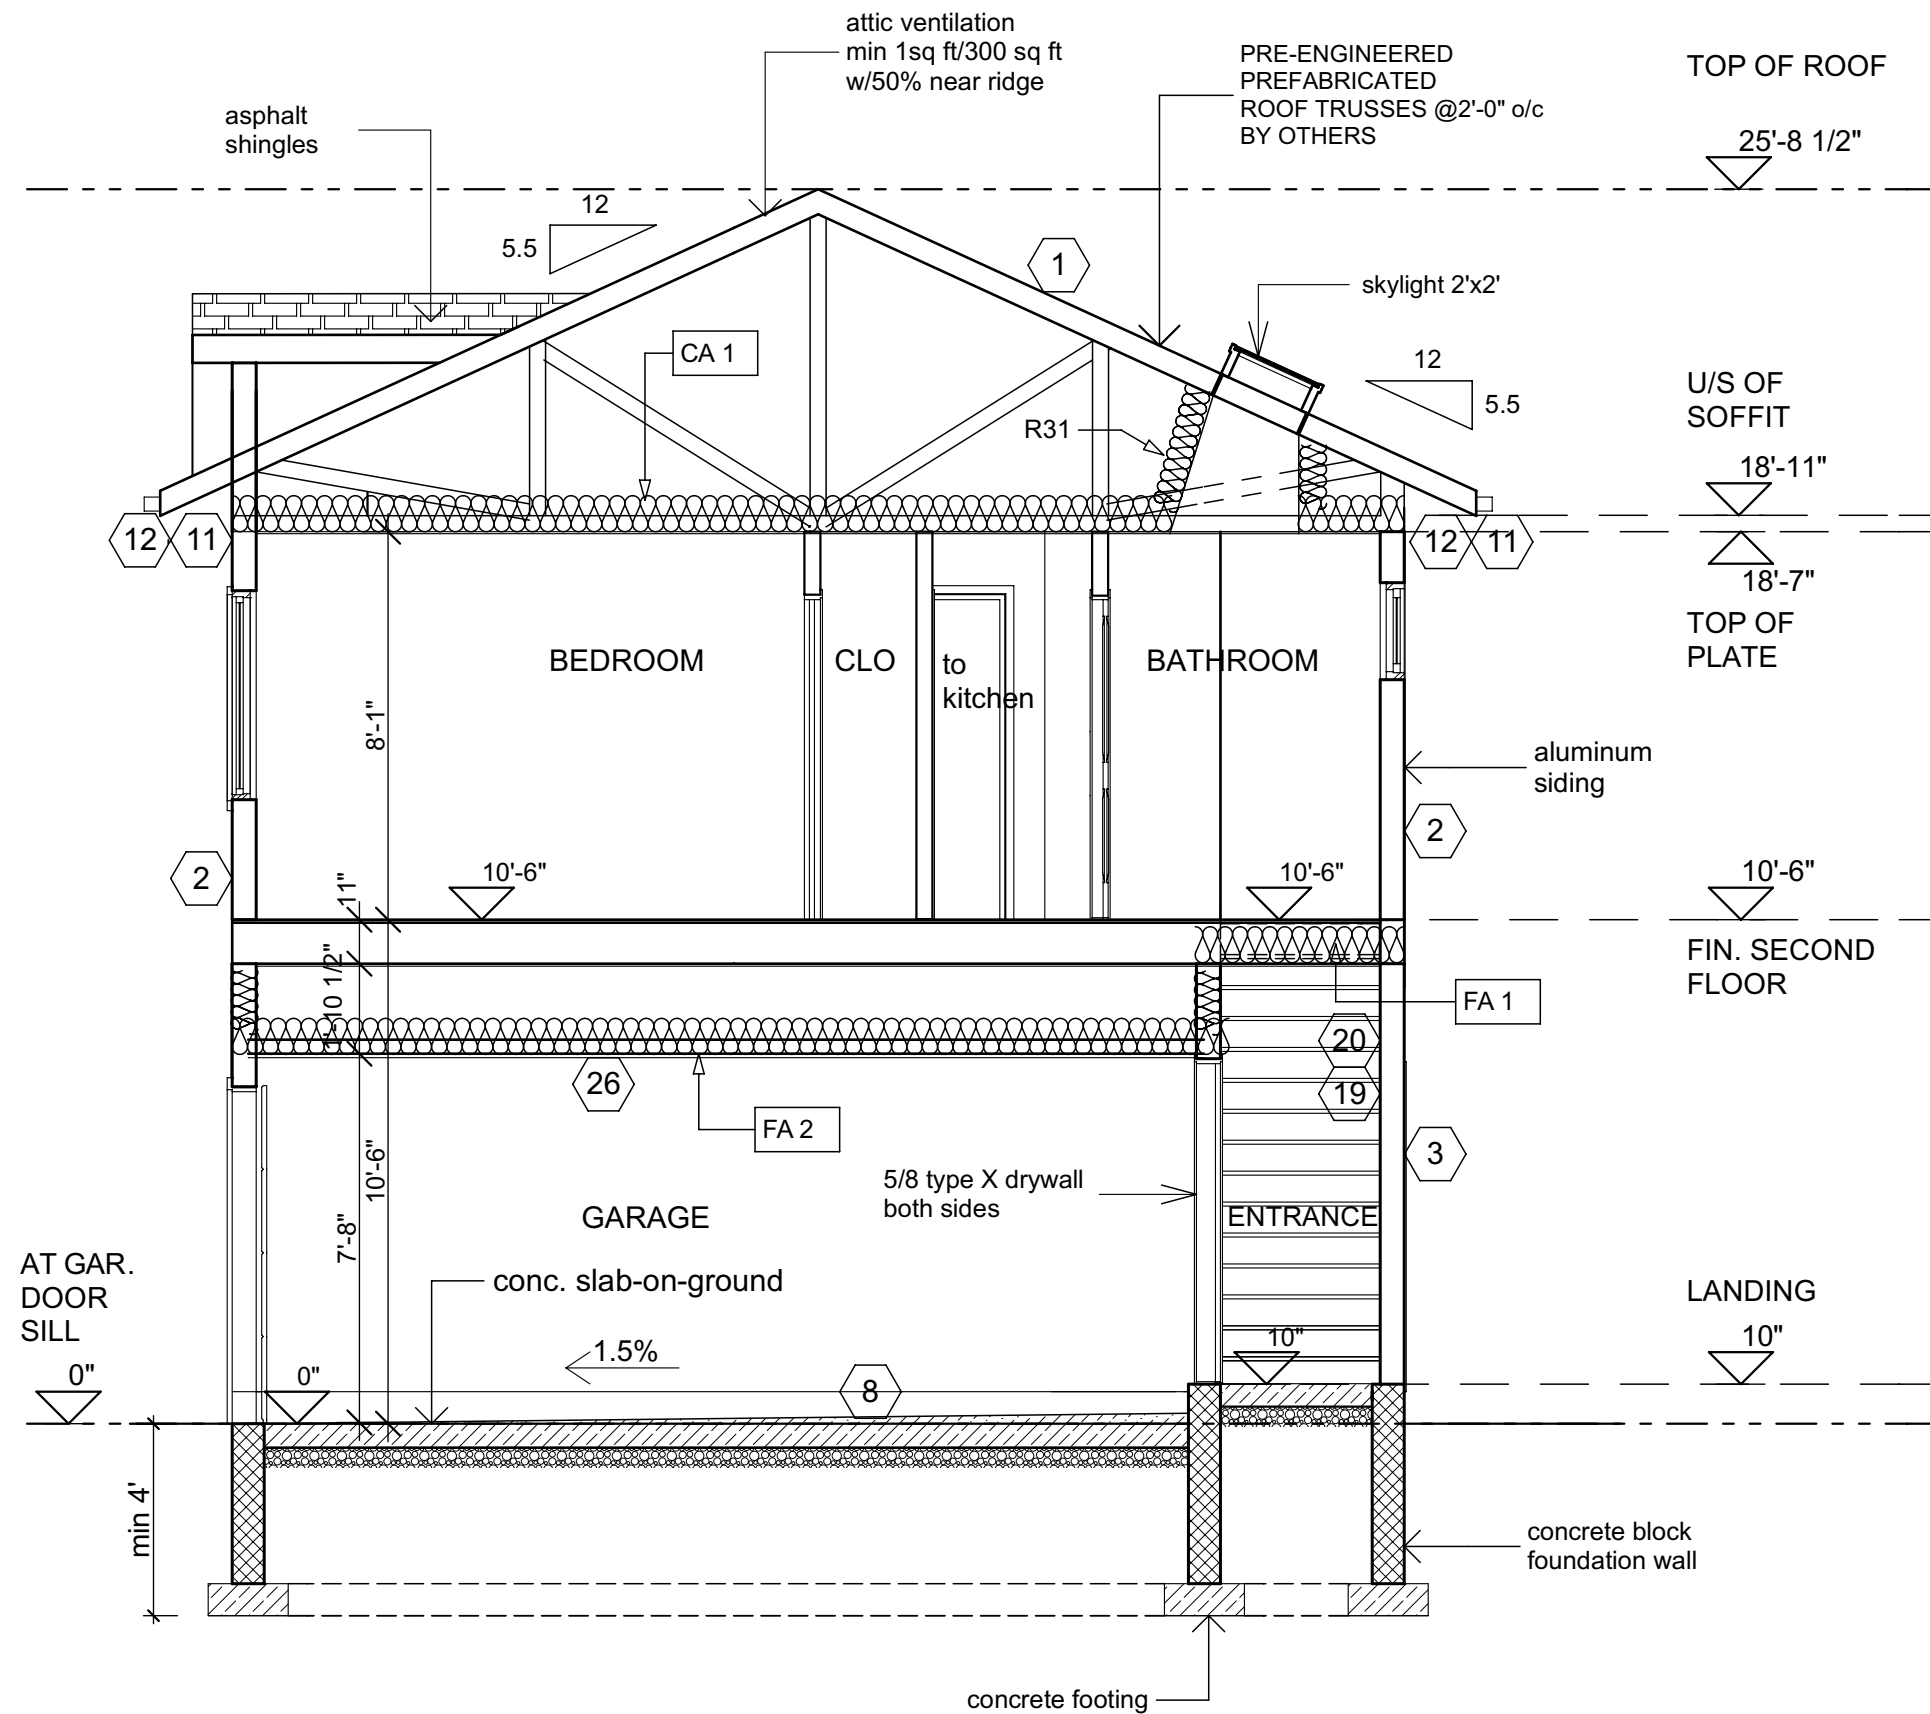 attic ventilation
min 1sq ft/300 sq ft
w/50% near ridge
PRE-ENGINEERED
PREFABRICATED
ROOF TRUSSES @2'-0" o/c
BY OTHERS
TOP OF ROOF
25'-8 1/2"
asphalt
shingles
12
5.5
1
skylight 2'x2'
CA 1
12
5.5
R31
U/S OF
SOFFIT
18'-11"
12
11
12
11
18'-7"
TOP OF
PLATE
BEDROOM
CLO
to
kitchen
BATHROOM
8'-1"
aluminum
siding
2
2
11"
10'-6"
10'-6"
10'-6"
FIN. SECOND
FLOOR
1'-10 1/2"
FA 1
20
26
19
FA 2
3
10'-6"
5/8 type X drywall
both sides
GARAGE
ENTRANCE
7'-8"
AT GAR.
DOOR
SILL
conc. slab-on-ground
LANDING
1.5%
10"
10"
0"
0"
8
min 4'
concrete block
foundation wall
concrete footing